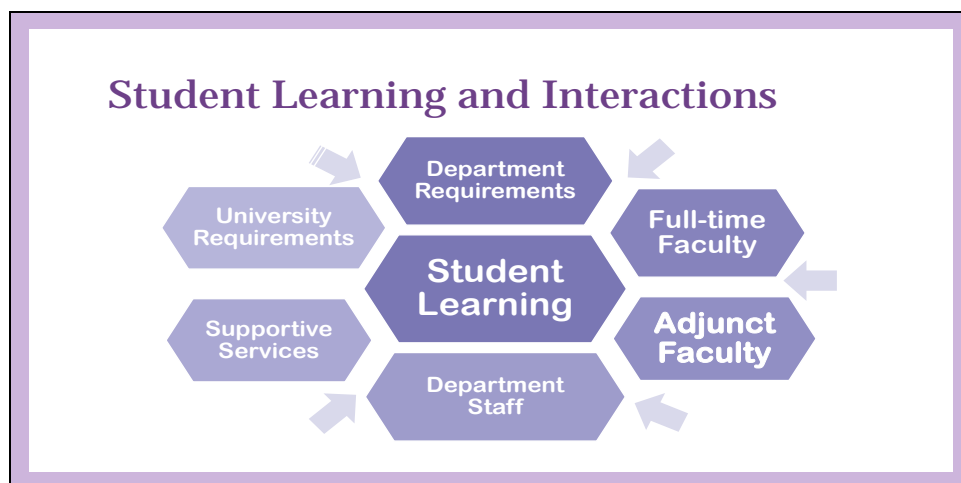 Student Learning and Interactions
Department
Requirements
University
Requirements
Full-time
Faculty
Student
Learning
Supportive
Services
Adjunct
Faculty
Department
Staff